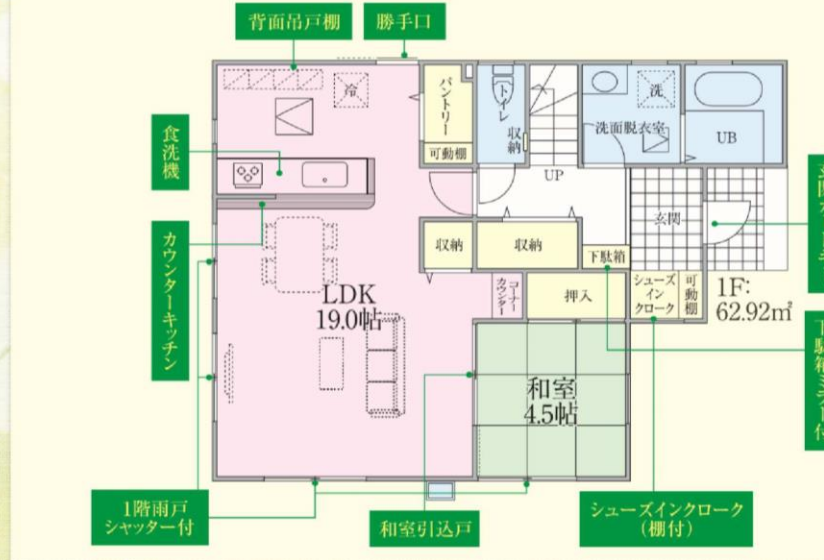 背面吊戸棚
勝手口
食洗機
カウンターキッチン
冷
パントリー
可動棚
トイレ
収納
UP
洗
洗面脱衣室
UB
玄関
収納
収納
下駄箱
シューズ
イン
クローク
可動棚
1F:
62.92㎡
LDK
19.0帖
コーナー
カウンター
押入
和室
4.5帖
1階雨戸
シャッター付
和室引込戸
シューズインクローク
(棚付)